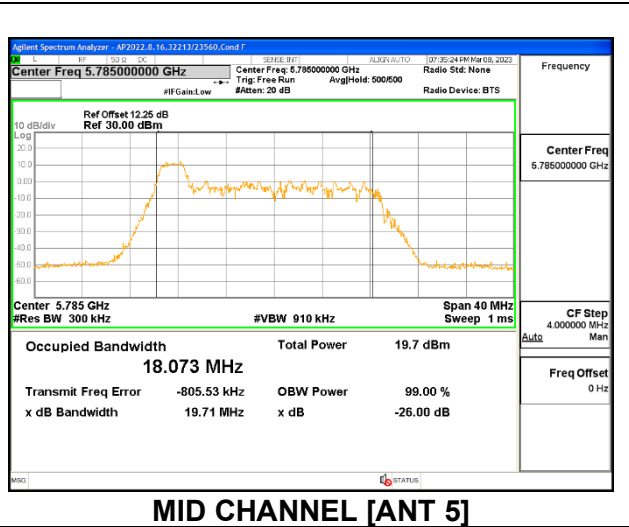 Agilent Spectrum Analyzer - AP2022.8.16,32213/23560,Cond F
L RF 50 Ω DC SENSE:INT ALIGN AUTO 07:35:24 PM Mar 08, 2023
Center Freq 5.785000000 GHz
Center Freq: 5.785000000 GHz Radio Std: None
Trig: Free Run Avg|Hold: 500/500
#IFGain:Low #Atten: 20 dB Radio Device: BTS
Frequency
Ref Offset 12.25 dB
10 dB/div Ref 30.00 dBm
Log
20.0
10.0
0.00
-10.0
-20.0
-30.0
-40.0
-50.0
-60.0
Center Freq
5.785000000 GHz
Center 5.785 GHz Span 40 MHz
#Res BW 300 kHz #VBW 910 kHz Sweep 1 ms
CF Step
4.000000 MHz
Auto Man
Freq Offset
0 Hz
Occupied Bandwidth Total Power 19.7 dBm
18.073 MHz
Transmit Freq Error -805.53 kHz OBW Power 99.00 %
x dB Bandwidth 19.71 MHz x dB -26.00 dB
MSG STATUS
MID CHANNEL [ANT 5]